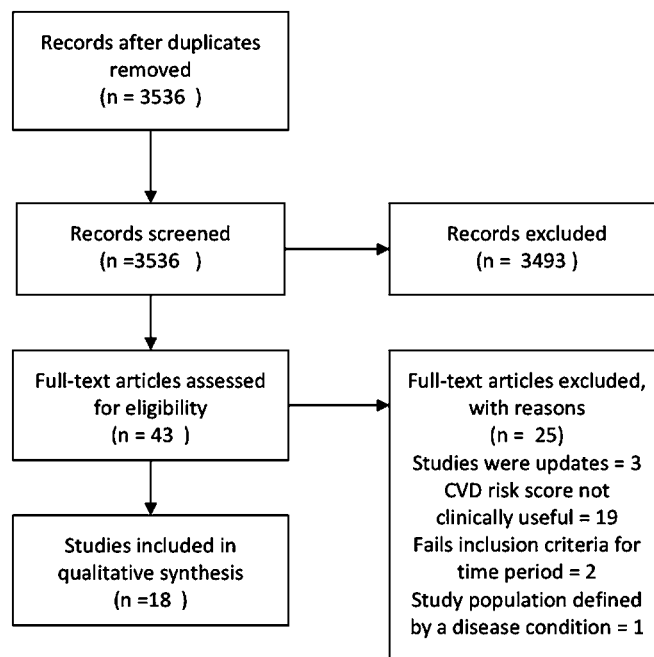 Records after duplicates
removed
(n = 3536 )
Records screened
(n =3536 )
Records excluded
(n = 3493 )
Full-text articles assessed
for eligibility
(n = 43 )
Full-text articles excluded,
with reasons
(n = 25)
Studies were updates = 3
CVD risk score not
clinically useful = 19
Fails inclusion criteria for
time period = 2
Study population defined
by a disease condition = 1
Studies included in
qualitative synthesis
(n =18 )